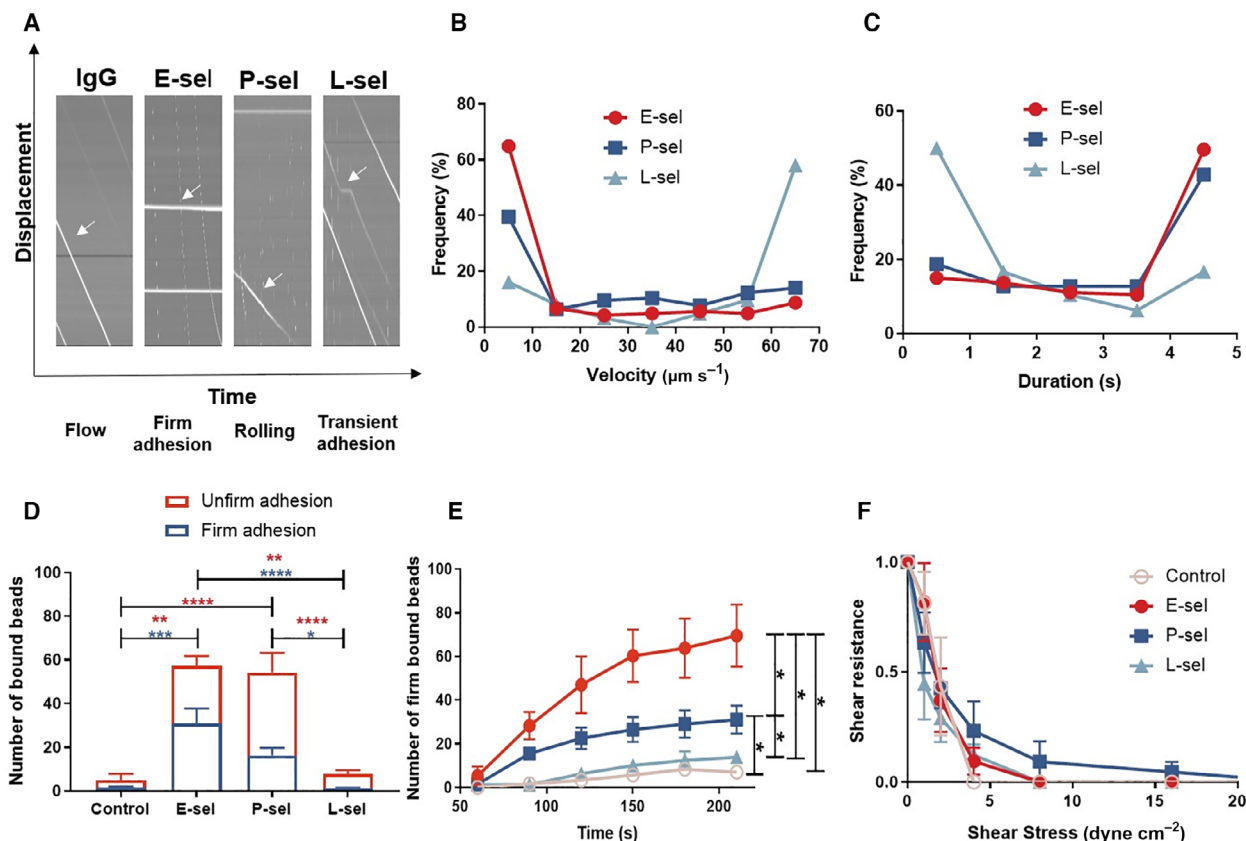 A
IgG E-sel P-sel L-sel
Displacement
Time
Flow
Firm
adhesion
Rolling
Transient
adhesion
B
80
60
40
20
0
Frequency (%)
E-sel
P-sel
L-sel
0 10 20 30 40 50 60 70
Velocity (µm s⁻¹)
C
60
40
20
0
Frequency (%)
E-sel
P-sel
L-sel
0 1 2 3 4 5
Duration (s)
D
Unfirm adhesion
Firm adhesion
100
80
60
40
20
0
Number of bound beads
**
****
****
**
***
****
*
Control E-sel P-sel L-sel
E
100
80
60
40
20
0
Number of firm bound beads
*
*
*
*
*
50 100 150 200
Time (s)
F
1.0
0.5
0.0
Shear resistance
Control
E-sel
P-sel
L-sel
0 5 10 15 20
Shear Stress (dyne cm⁻²)